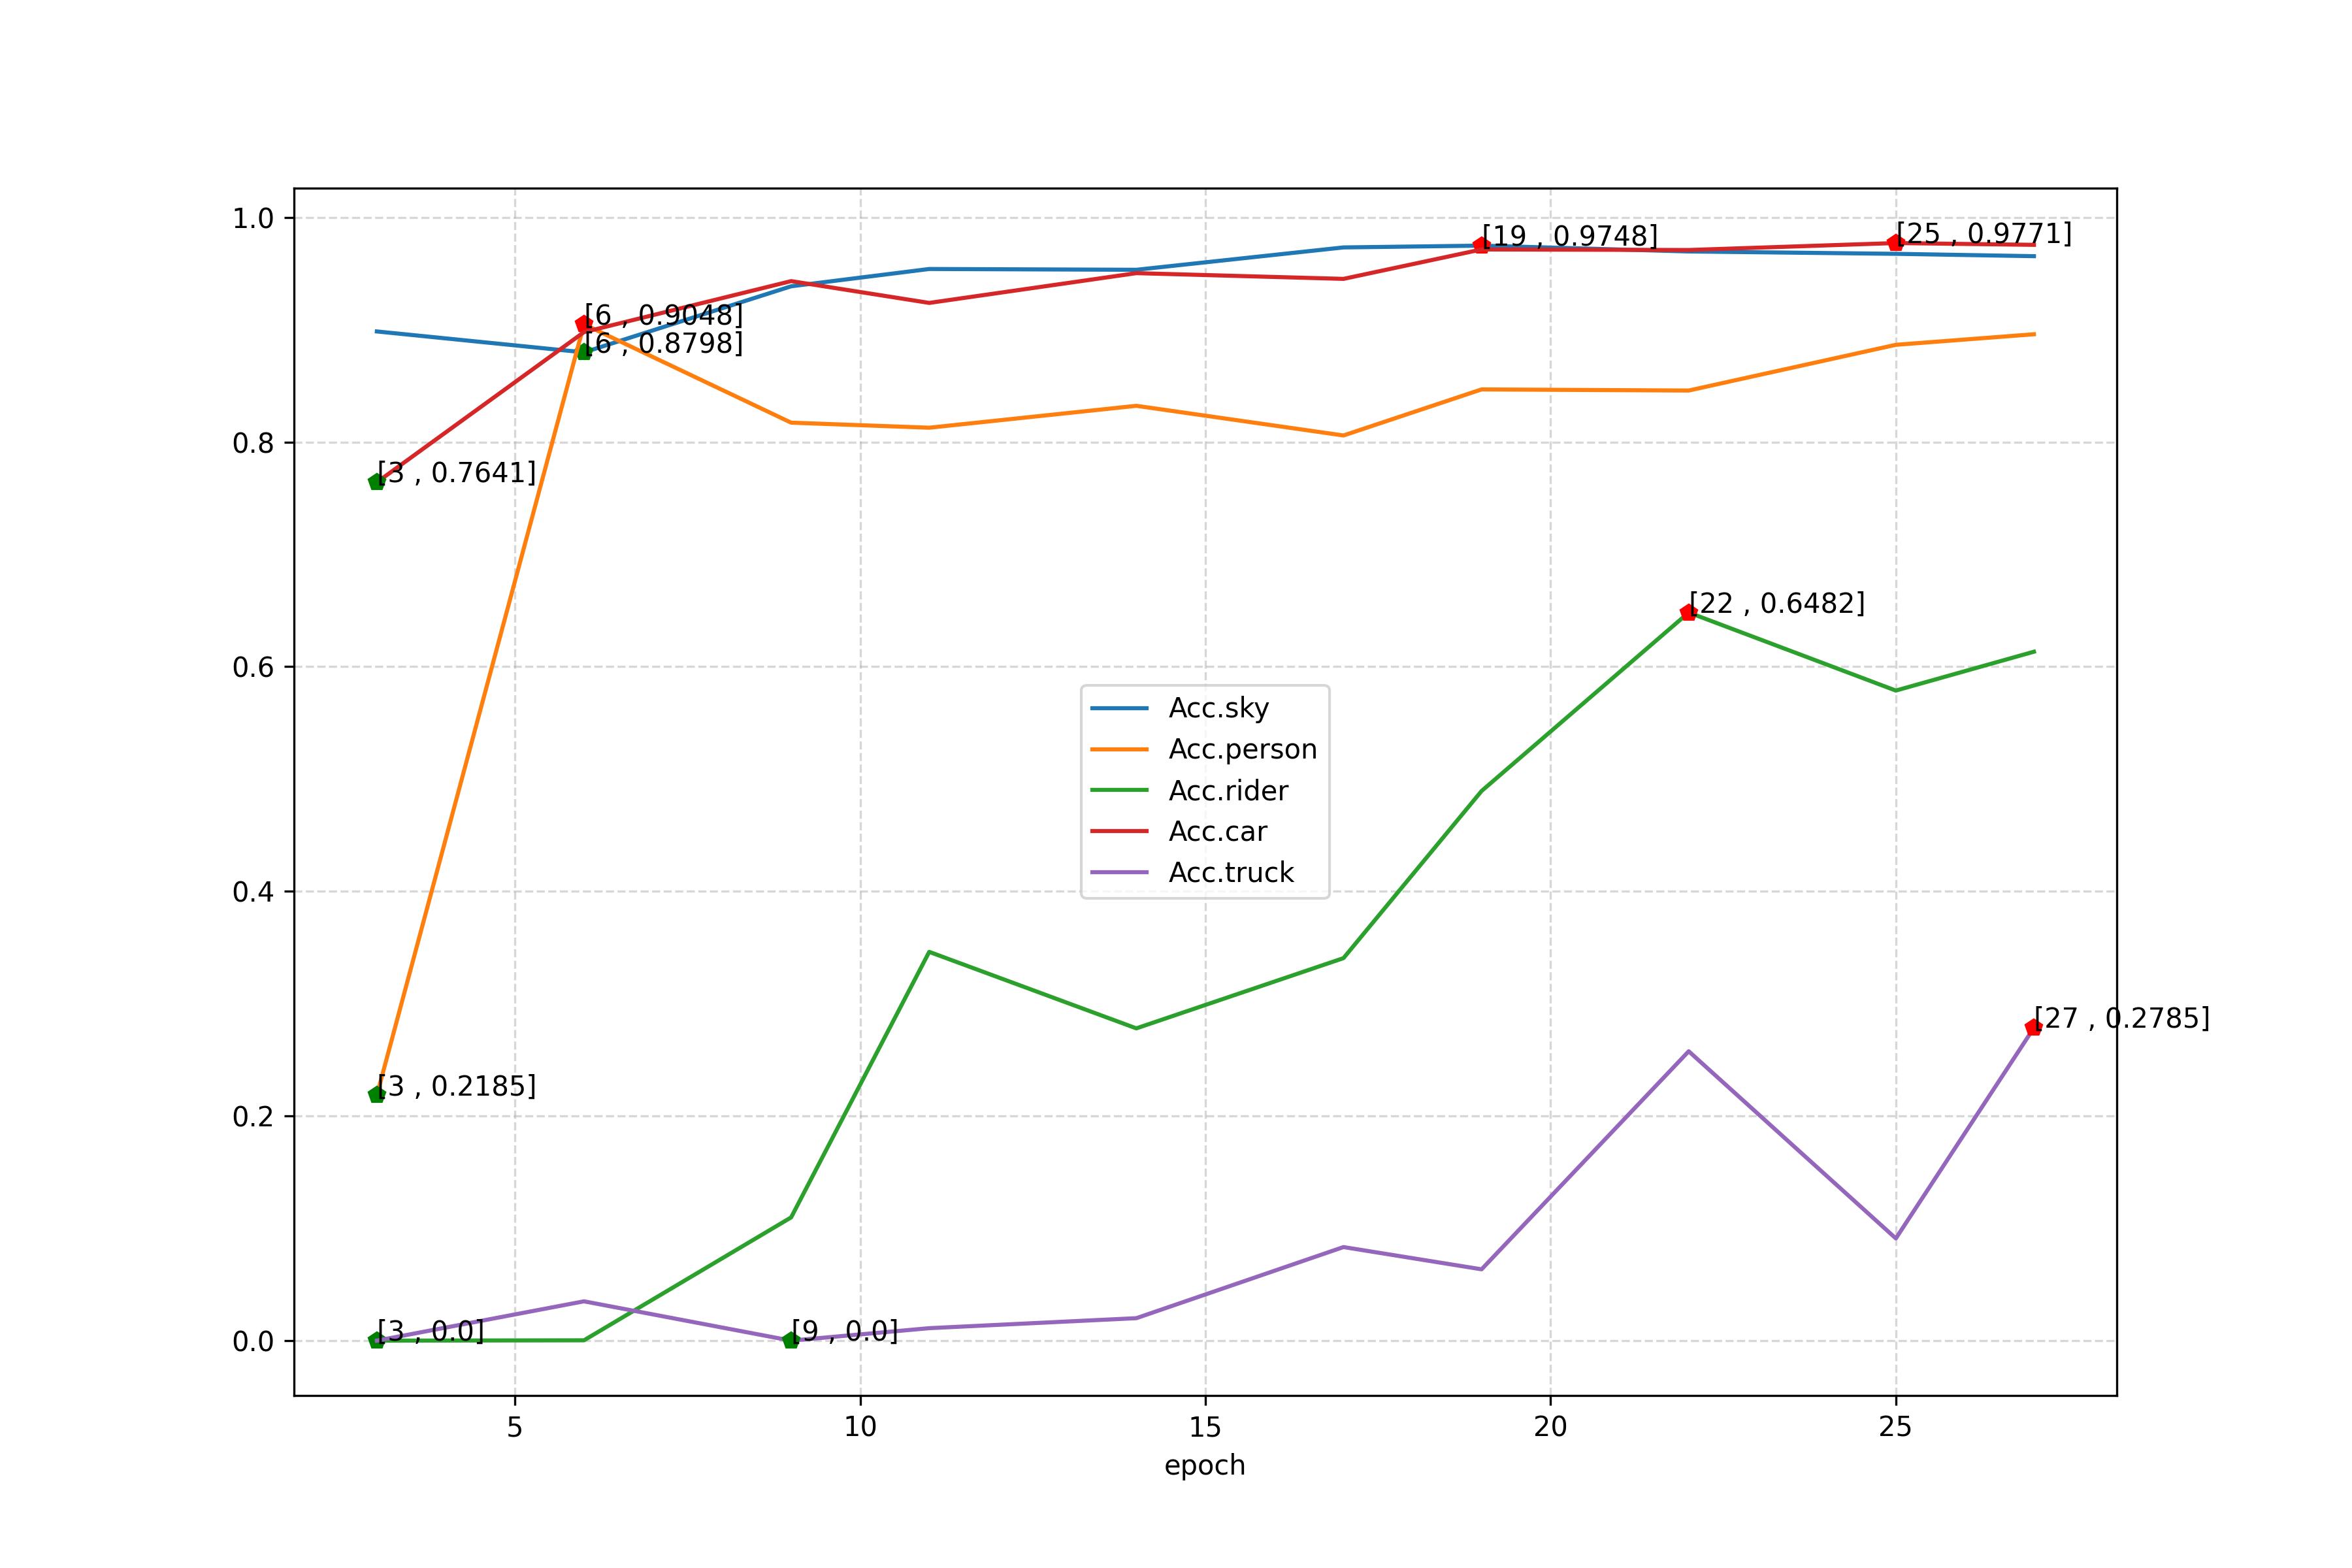 1.0
0.8
0.6
0.4
0.2
0.0
[19 , 0.9748]
[25 , 0.9771]
[6 , 0.9048]
[6 , 0.8798]
[3 , 0.7641]
[22 , 0.6482]
Acc.sky
Acc.person
Acc.rider
Acc.car
Acc.truck
[27 , 0.2785]
[3 , 0.2185]
[3 , 0.0]
[9 , 0.0]
5
10
15
20
25
epoch